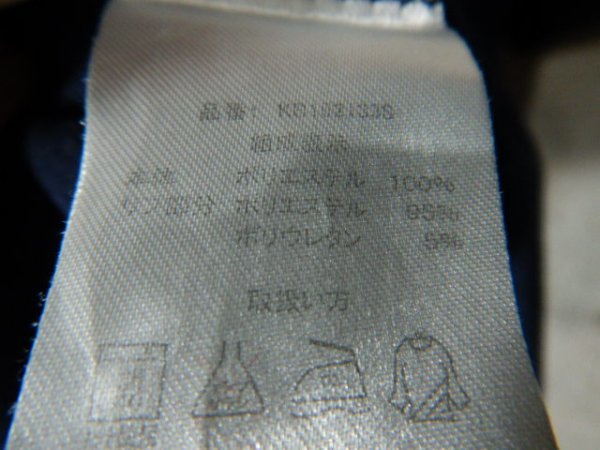 品番: KB102133S
組成表示
本体 ポリエステル 100%
リブ部分 ポリエステル 95%
ポリウレタン 5%
取扱い方